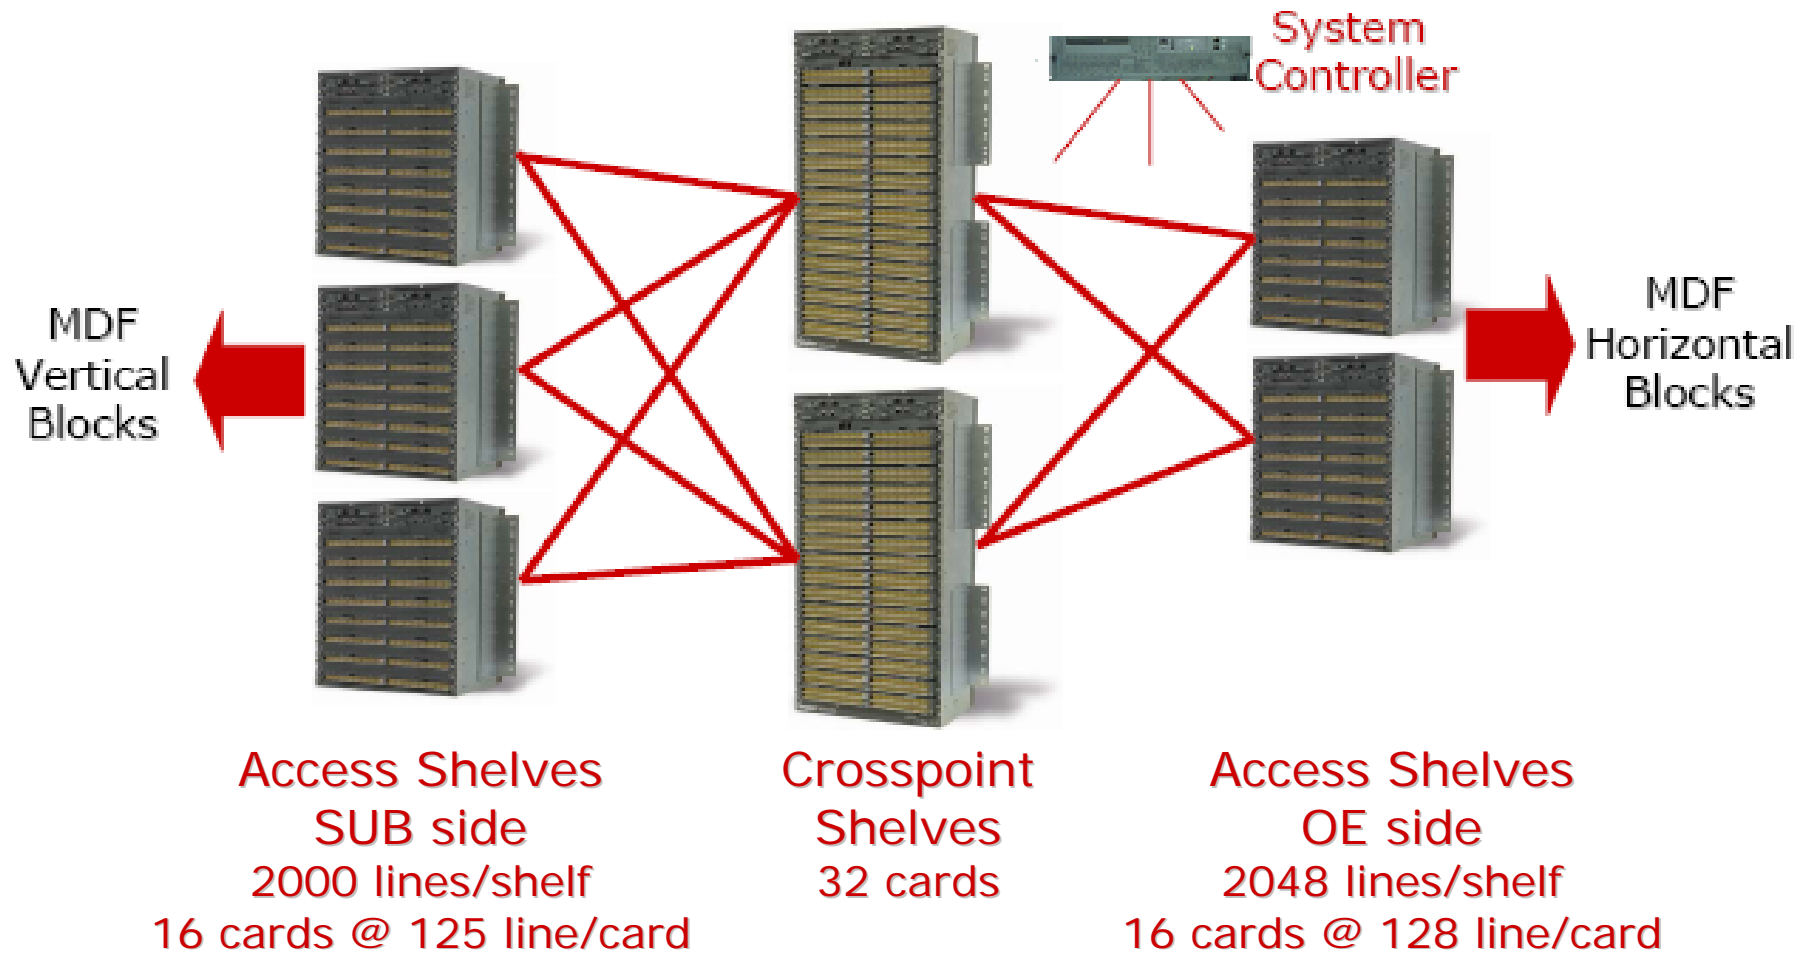 System
Controller
MDF
Vertical
Blocks
MDF
Horizontal
Blocks
Access Shelves
SUB side
2000 lines/shelf
16 cards @ 125 line/card
Crosspoint
Shelves
32 cards
Access Shelves
OE side
2048 lines/shelf
16 cards @ 128 line/card